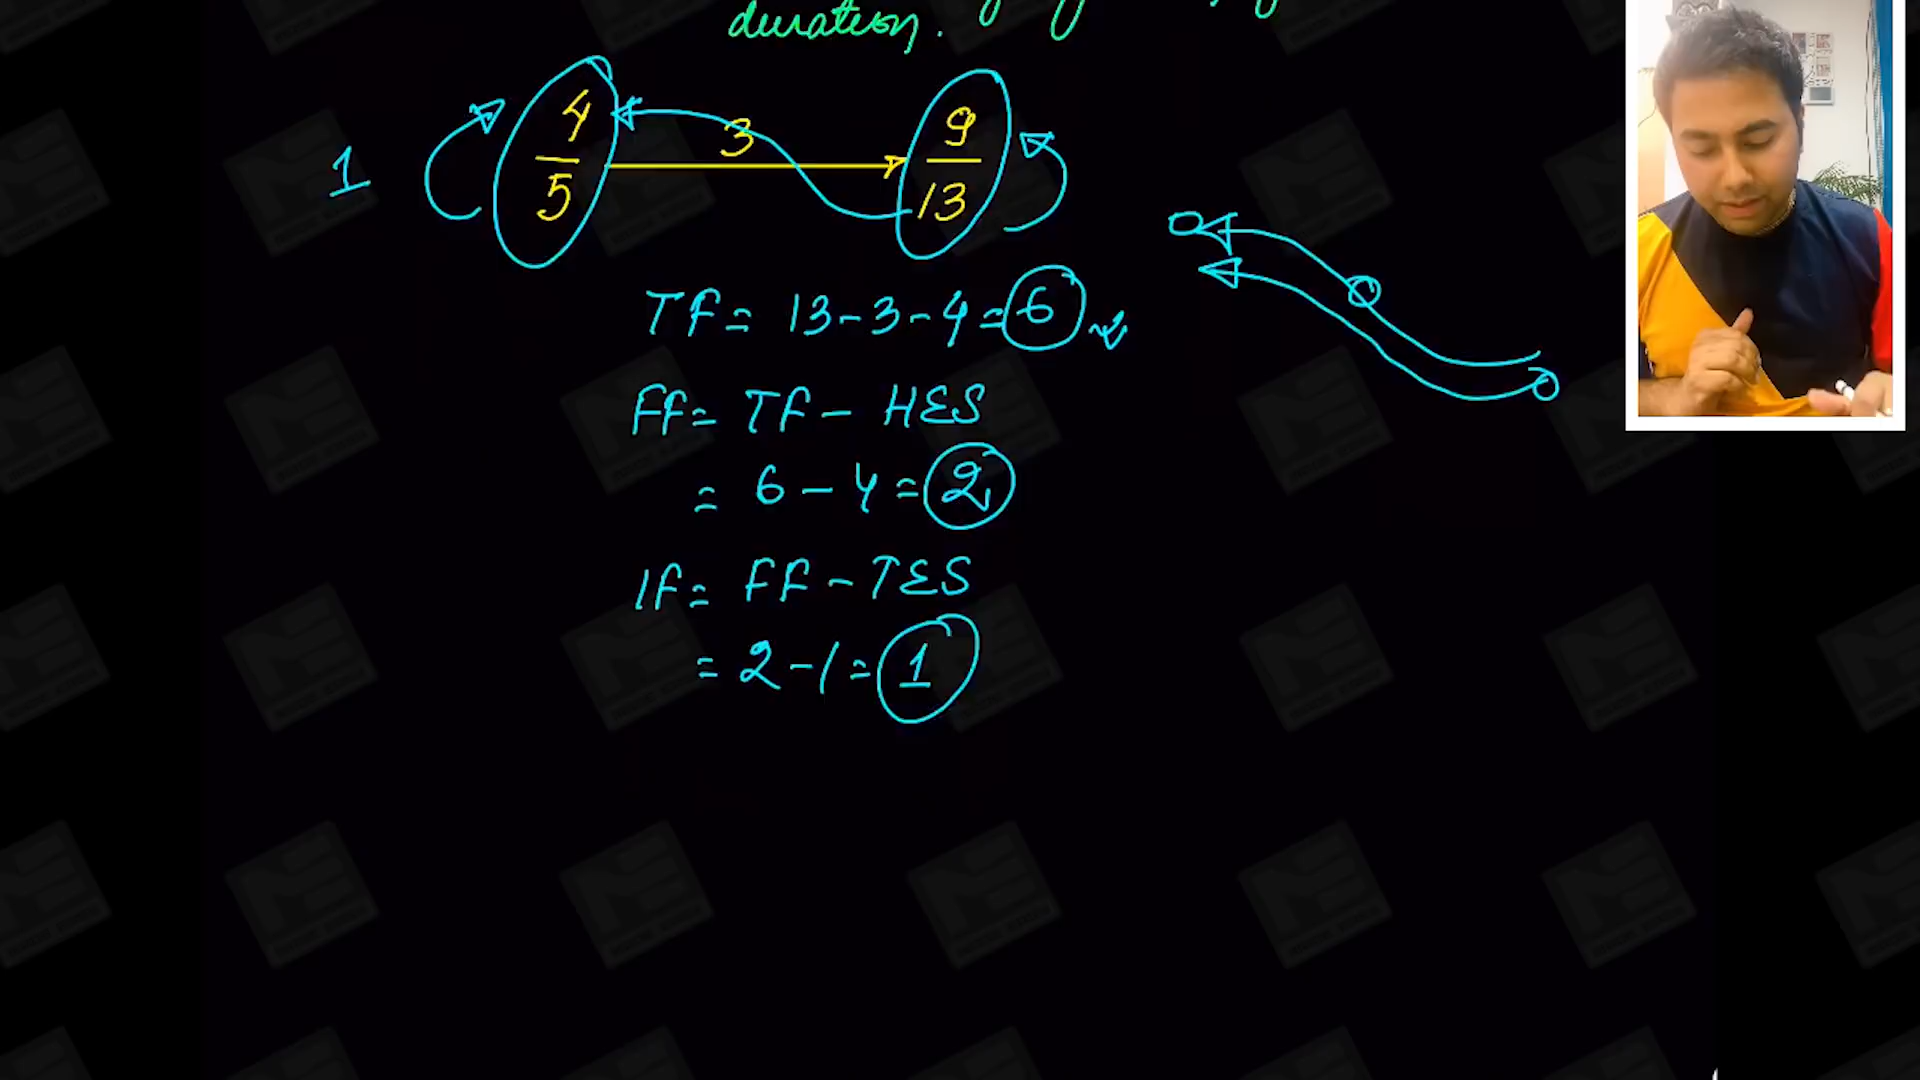 duration.
4 3 9
1 5 13
TF = 13 - 3 - 4 = 6
FF = TF - HES
= 6 - 4 = 2
IF = FF - TES
= 2 - 1 = 1